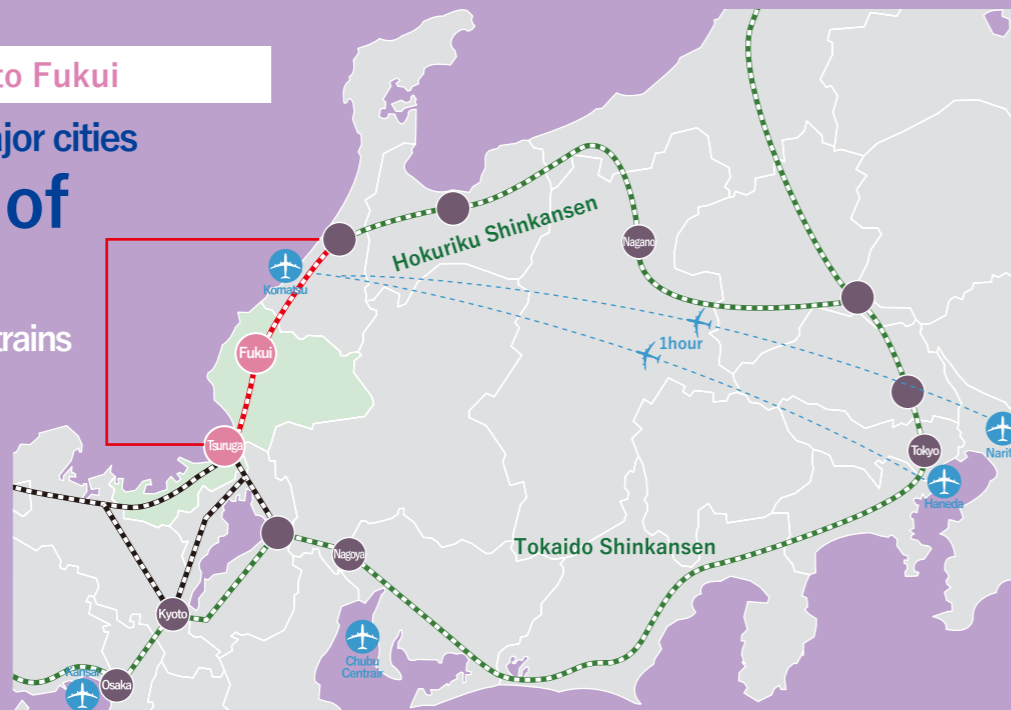 to Fukui
jor cities
of
trains
Hokuriku Shinkansen
Nagano
Komatsu
1hour
Fukui
Tsuruga
Tokyo
Narit
Haneda
Tokaido Shinkansen
Nagoya
Kyoto
Chubu
Centrair
Kansai
Osaka